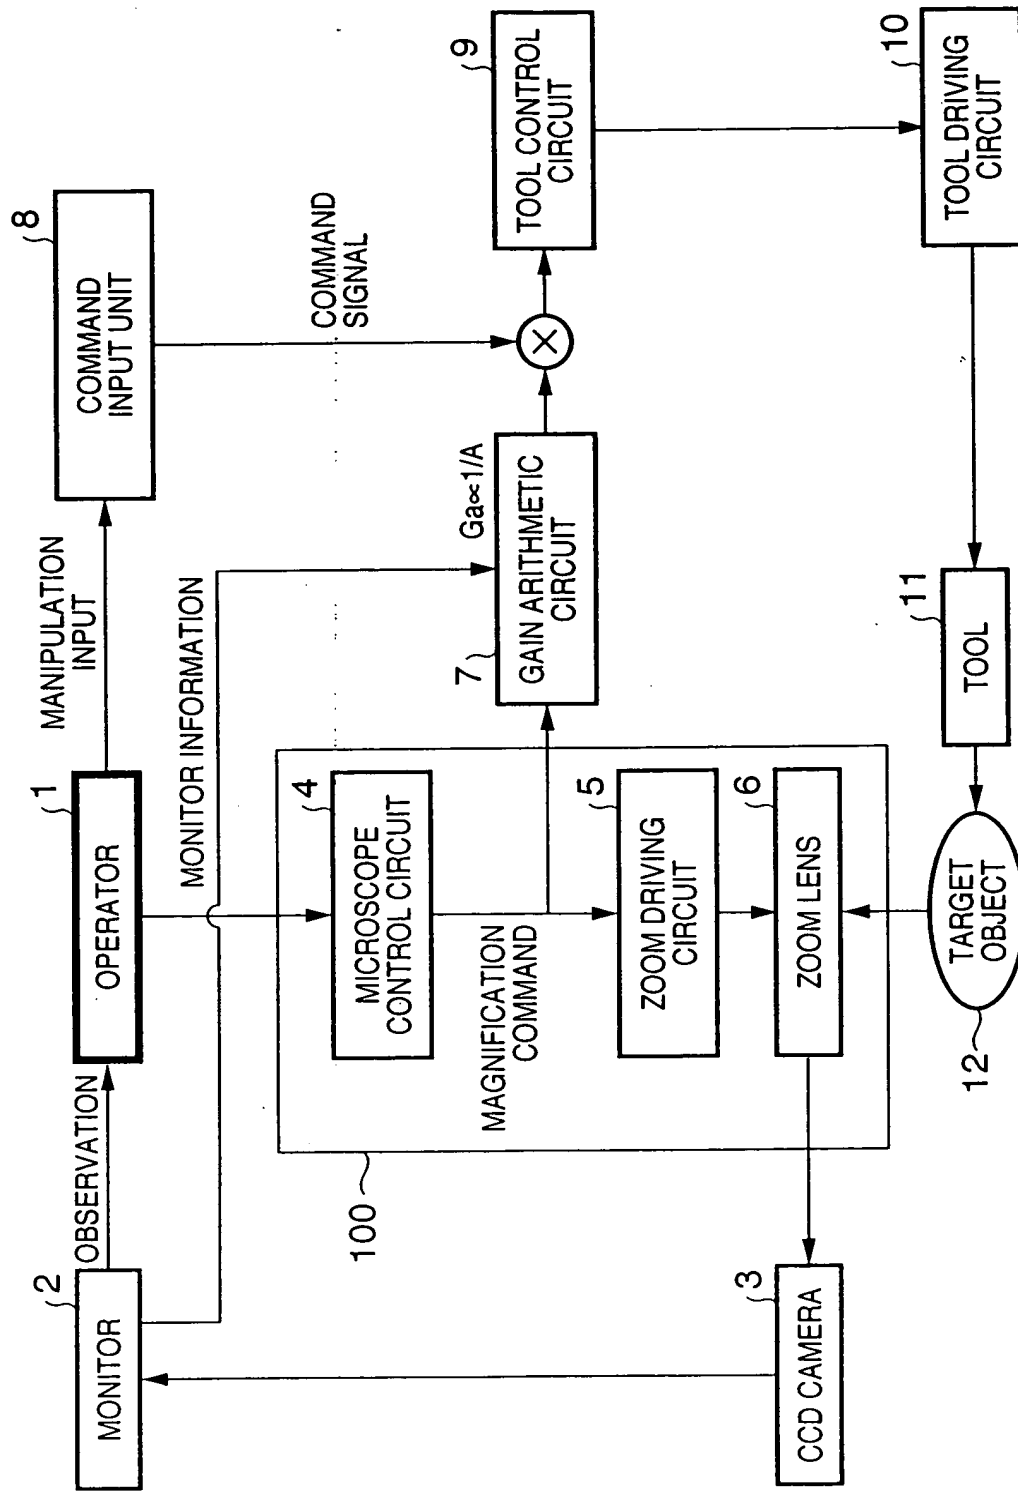 2
MONITOR
OBSERVATION
1
OPERATOR
MANIPULATION
INPUT
8
COMMAND
INPUT UNIT
MONITOR INFORMATION
COMMAND
SIGNAL
100
4
MICROSCOPE
CONTROL CIRCUIT
MAGNIFICATION
COMMAND
7
GAIN ARITHMETIC
CIRCUIT
Ga∝1/A
×
9
TOOL CONTROL
CIRCUIT
5
ZOOM DRIVING
CIRCUIT
6
ZOOM LENS
3
CCD CAMERA
12
TARGET
OBJECT
11
TOOL
10
TOOL DRIVING
CIRCUIT